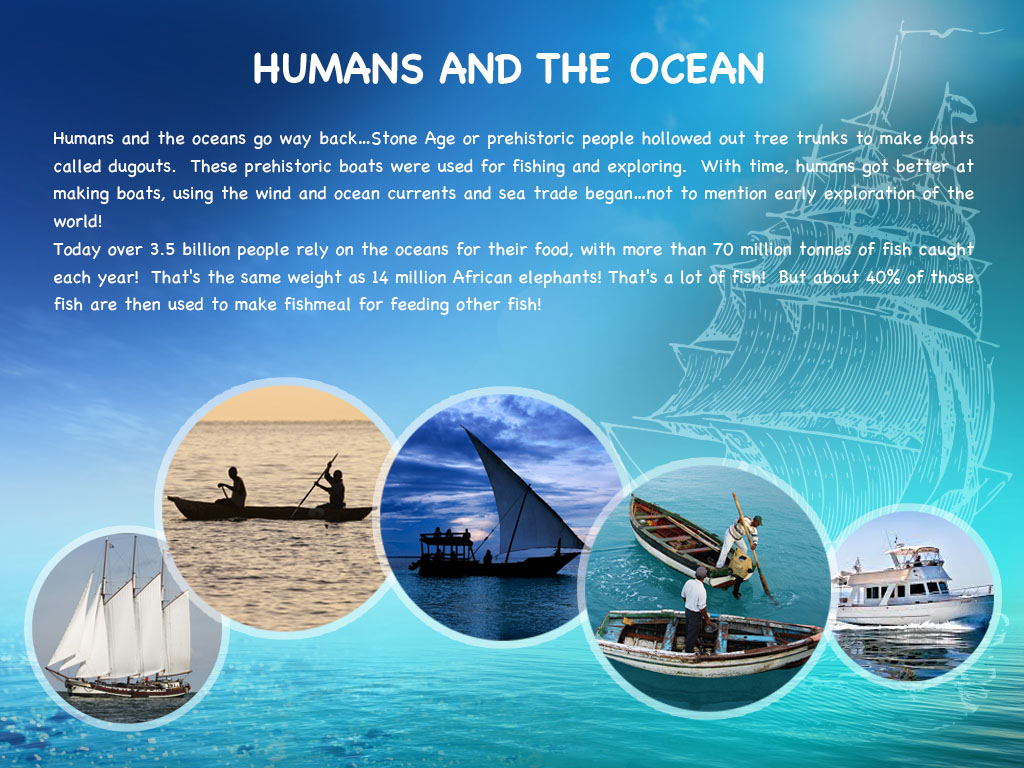 HUMANS AND THE OCEAN
Humans and the oceans go way back...Stone Age or prehistoric people hollowed out tree trunks to make boats
called dugouts. These prehistoric boats were used for fishing and exploring. With time, humans got better at
making boats, using the wind and ocean currents and sea trade began...not to mention early exploration of the
world!
Today over 3.5 billion people rely on the oceans for their food, with more than 70 million tonnes of fish caught
each year! That's the same weight as 14 million African elephants! That's a lot of fish! But about 40% of those
fish are then used to make fishmeal for feeding other fish!